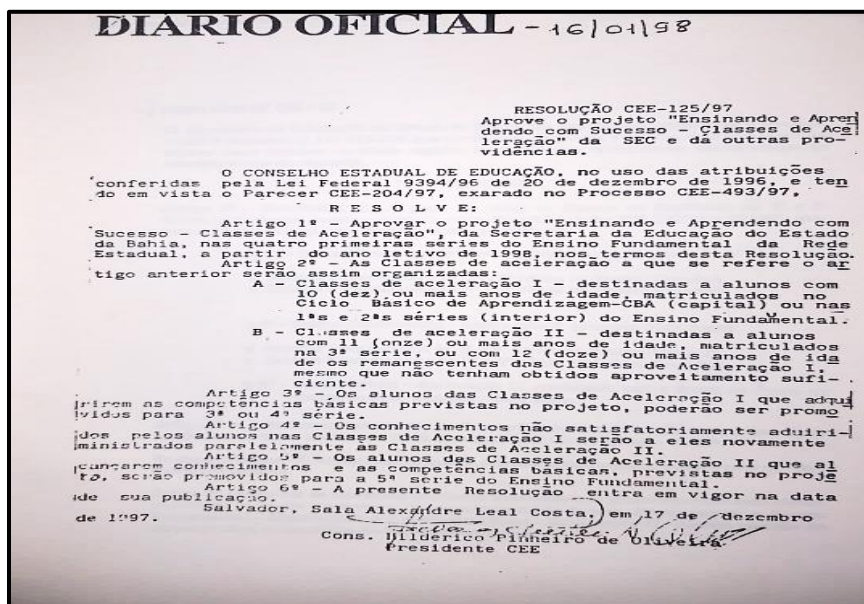 DIÁRIO OFICIAL - 16/01/98
RESOLUÇÃO CEE-125/97
Aprove o projeto "Ensinando e Apren
dendo com Sucesso - Classes de Ace
leração" da SEC e dá outras pro-
vidências.
O CONSELHO ESTADUAL DE EDUCAÇÃO, no uso das atribuições
conferidas pela Lei Federal 9394/96 de 20 de dezembro de 1996, e ten
do em vista o Parecer CEE-204/97, exarado no Processo CEE-493/97,
R E S O L V E:
Artigo 1º - Aprovar o projeto "Ensinando e Aprendendo com
Sucesso - Classes de Aceleração", da Secretaria da Educação do Estado
da Bahia, nas quatro primeiras séries do Ensino Fundamental da Rede
Estadual, a partir do ano letivo de 1998, nos termos desta Resolução.
Artigo 2º - As Classes de aceleração a que se refere o ar
tigo anterior serão assim organizadas:
A - Classes de aceleração I - destinadas a alunos com
10 (dez) ou mais anos de idade, matriculados no
Ciclo Básico de Aprendizagem-CBA (capital) ou nas
1ªs e 2ªs séries (interior) do Ensino Fundamental.
B - Classes de aceleração II - destinadas a alunos
com 11 (onze) ou mais anos de idade, matriculados
na 3ª série, ou com 12 (doze) ou mais anos de ida
de os remanescentes das Classes de Aceleração I,
mesmo que não tenham obtidos aproveitamento sufi-
ciente.
Artigo 3º - Os alunos das Classes de Aceleração I que adqui
rirem as competências básicas previstas no projeto, poderão ser promo
vidos para 3ª ou 4ª série.
Artigo 4º - Os conhecimentos não satisfatoriamente aduiri-
dos pelos alunos nas Classes de Aceleração I serão a eles novamente
ministrados paralelamente às Classes de Aceleração II.
Artigo 5º - Os alunos das Classes de Aceleração II que al
cançarem conhecimentos e as competências básicas, previstas no proje
to, serão promovidos para a 5ª série do Ensino Fundamental.
Artigo 6º - A presente Resolução entra em vigor na data
de sua publicação.
Salvador, Sala Alexandre Leal Costa, em 17 de dezembro
de 1997.
Cons. Hilderico Pinheiro de Oliveira
Presidente CEE